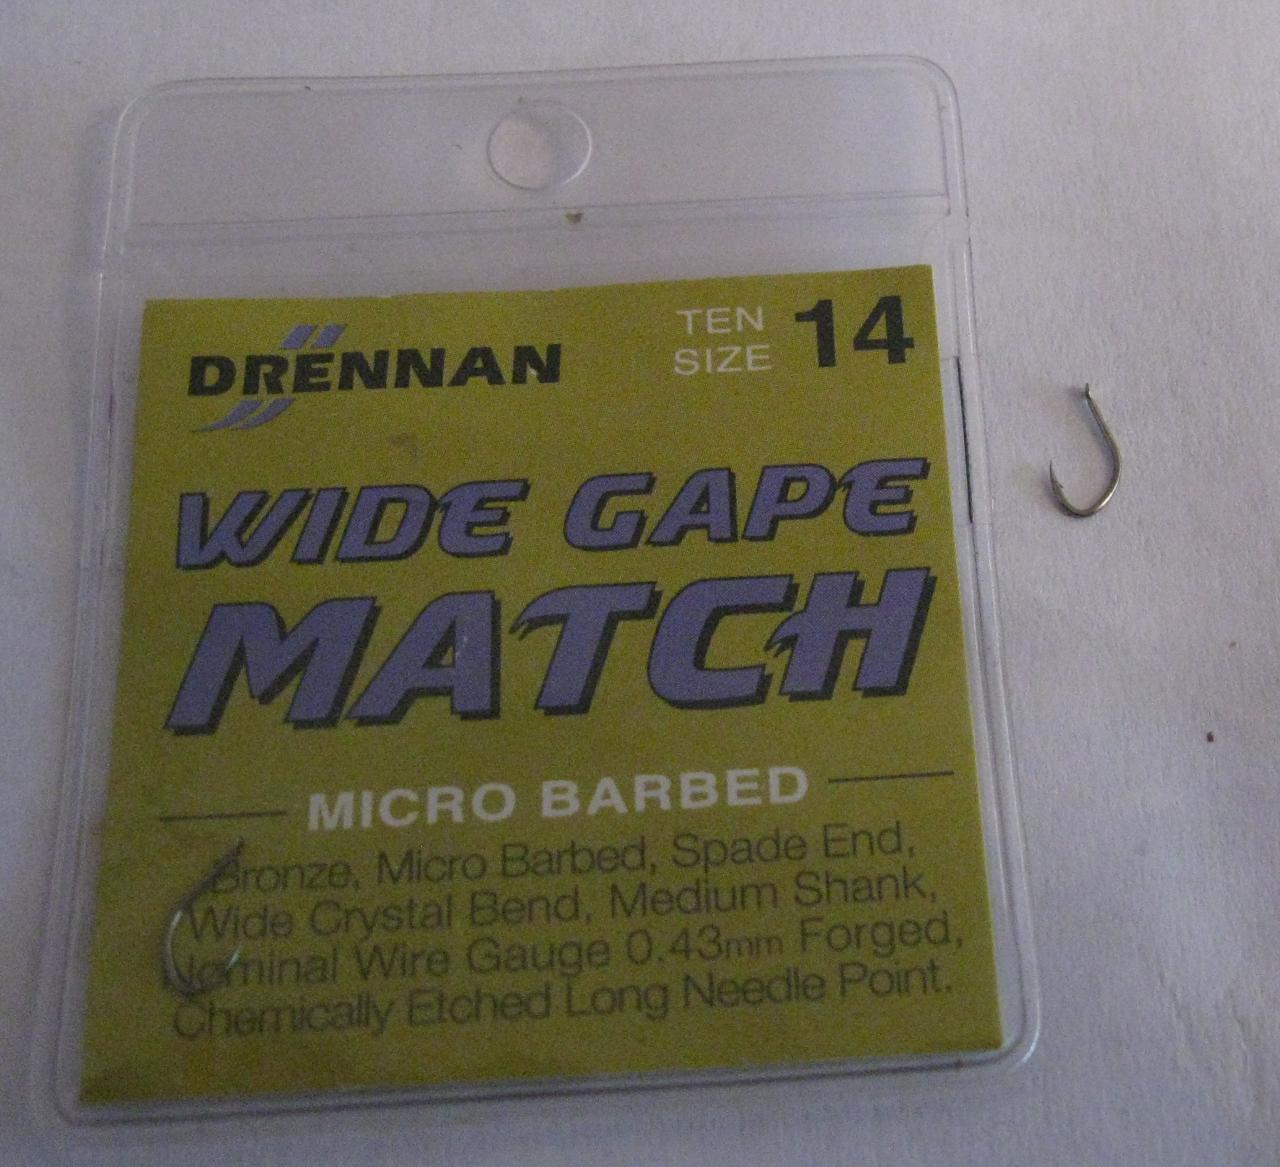 DRENNAN
TEN
SIZE 14
WIDE GAPE
MATCH
MICRO BARBED
Bronze, Micro Barbed, Spade End,
Wide Crystal Bend, Medium Shank,
Nominal Wire Gauge 0.43mm Forged,
Chemically Etched Long Needle Point.